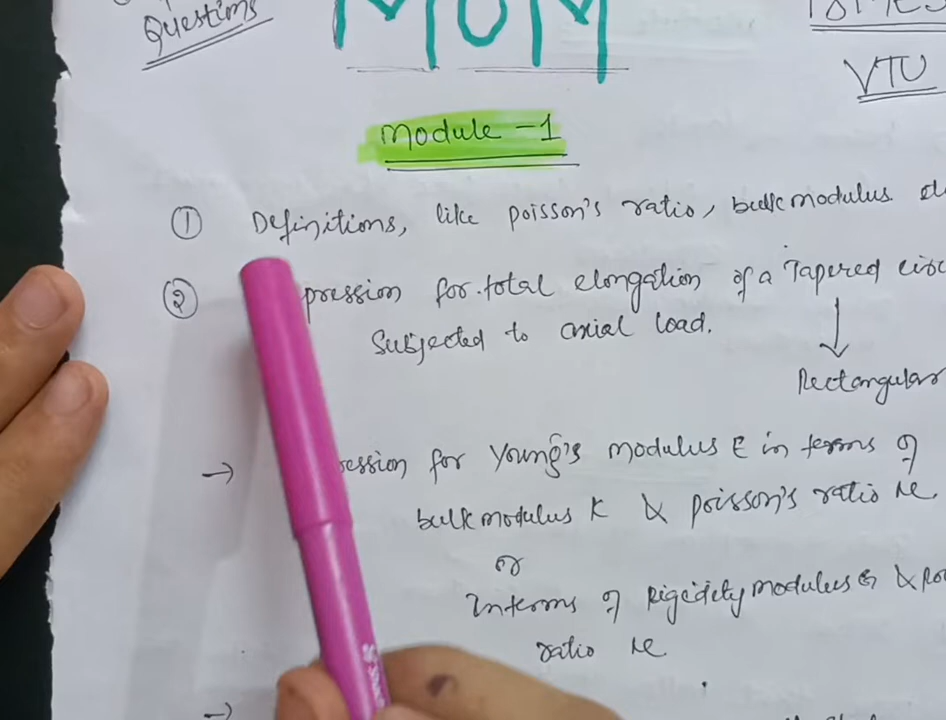 Questions
MOM
VTU
Module - 1
① Definitions, like poisson's ratio, bulk modulus
② pression for total elongation of a Tapered circ
Subjected to axial load.
Rectangular
→ ression for Young's modulus E in terms of
bulk modulus K & poisson's ratio μ.
or
Interms of Rigidity modulus G & po
ratio μ
→